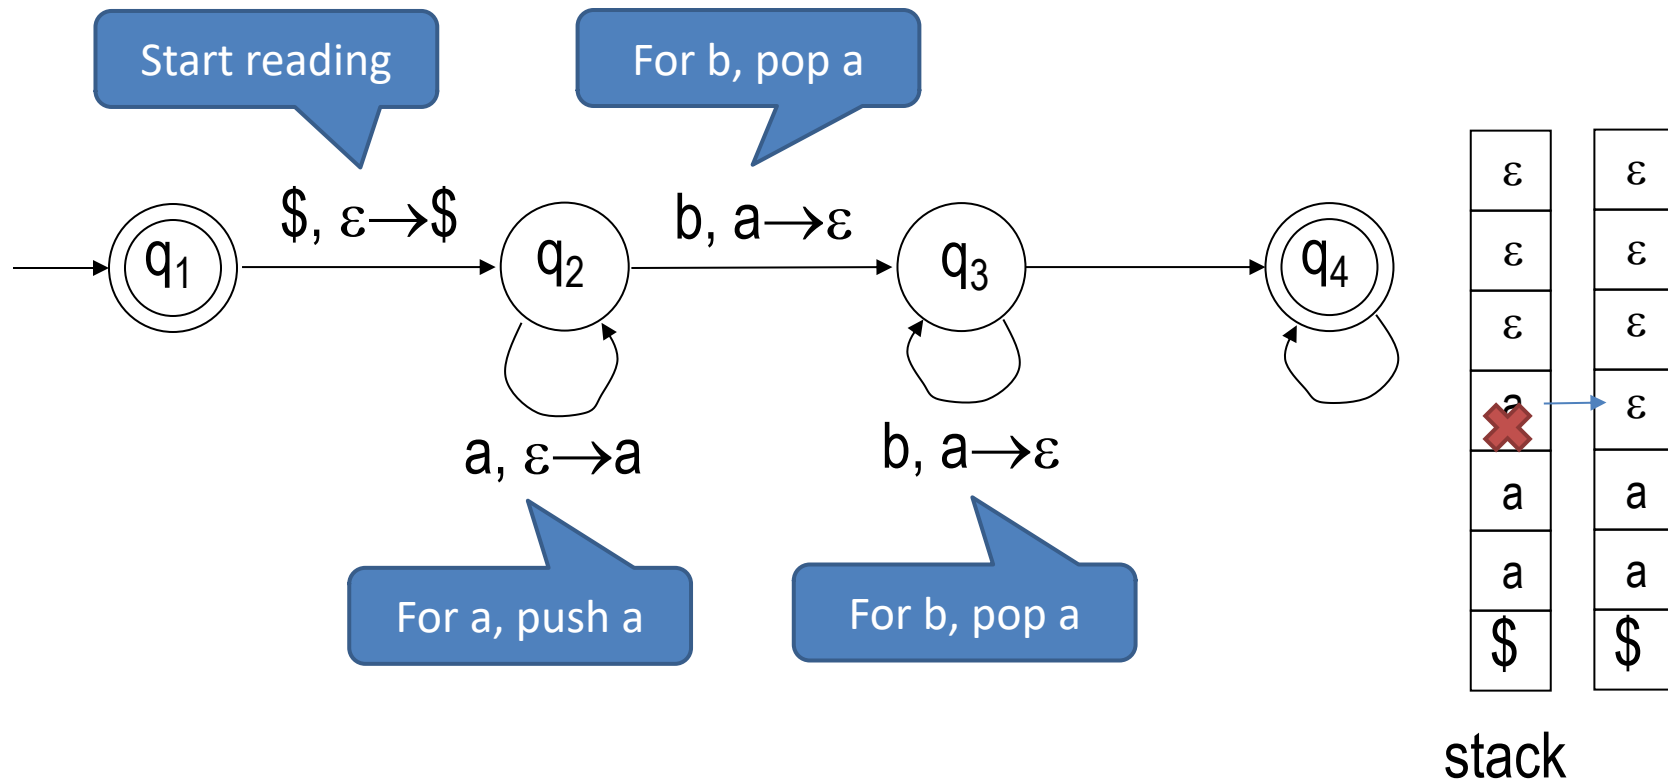 Start reading
For b, pop a
$, ε→$
b, a→ε
q1
q2
q3
q4
a, ε→a
b, a→ε
For a, push a
For b, pop a
ε ε
ε ε
ε ε
a ε
a a
a a
$ $
stack